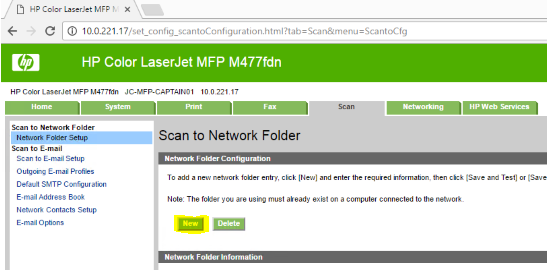 HP Color LaserJet MFP M
10.0.221.17/set_config_scantoConfiguration.html?tab=Scan&menu=ScantoCfg
hp
HP Color LaserJet MFP M477fdn
HP Color LaserJet MFP M477fdn JC-MFP-CAPTAIN01 10.0.221.17
Home System Print Fax Scan Networking HP Web Services
Scan to Network Folder
Network Folder Setup
Scan to E-mail
Scan to E-mail Setup
Outgoing E-mail Profiles
Default SMTP Configuration
E-mail Address Book
Network Contacts Setup
E-mail Options
Scan to Network Folder
Network Folder Configuration
To add a new network folder entry, click [New] and enter the required information, then click [Save and Test] or [Save
Note: The folder you are using must already exist on a computer connected to the network.
New Delete
Network Folder Information